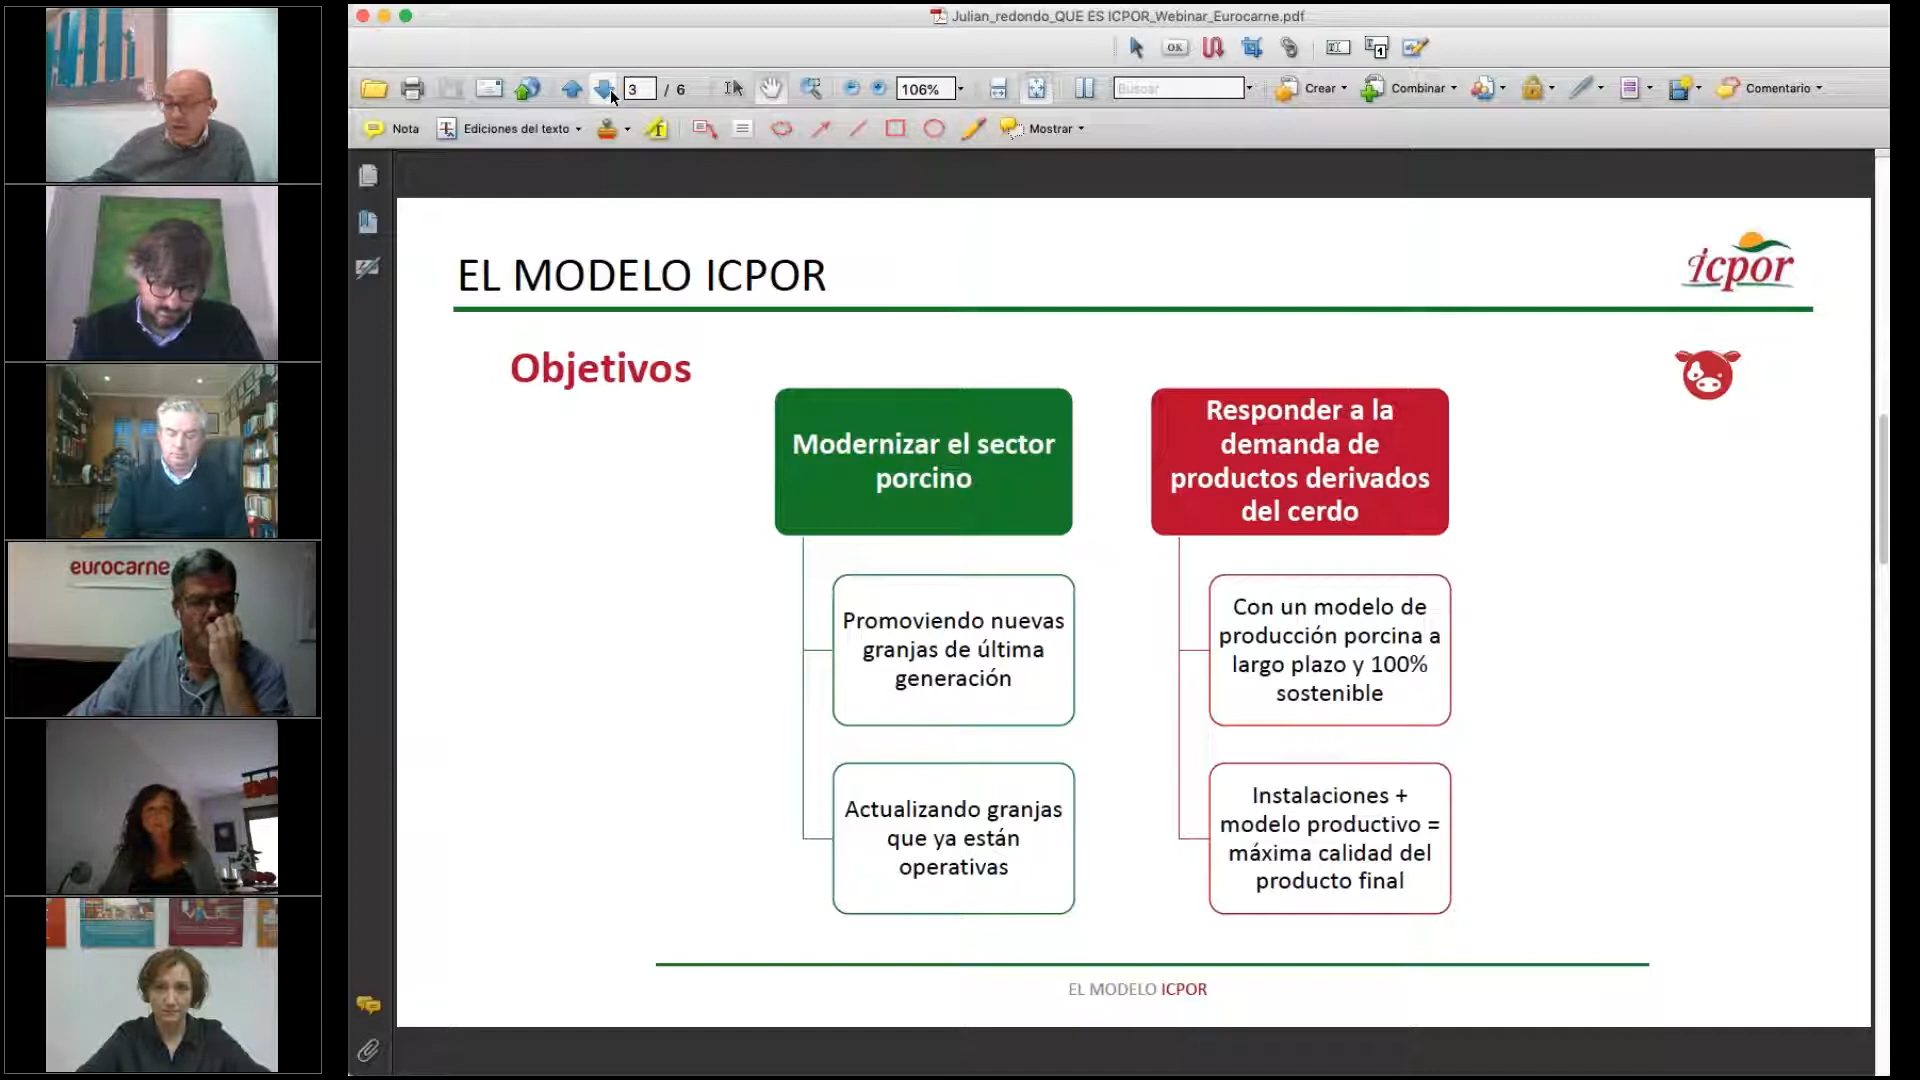 Julian_redondo_QUE ES ICPOR_Webinar_Eurocarne.pdf
OK
3 / 6
106%
Buscar
Crear
Combinar
Comentario
Nota
Ediciones del texto
Mostrar
EL MODELO ICPOR
icpor
Objetivos
Modernizar el sector
porcino
Promoviendo nuevas
granjas de última
generación
Actualizando granjas
que ya están
operativas
Responder a la
demanda de
productos derivados
del cerdo
Con un modelo de
producción porcina a
largo plazo y 100%
sostenible
Instalaciones +
modelo productivo =
máxima calidad del
producto final
EL MODELO ICPOR
eurocarne